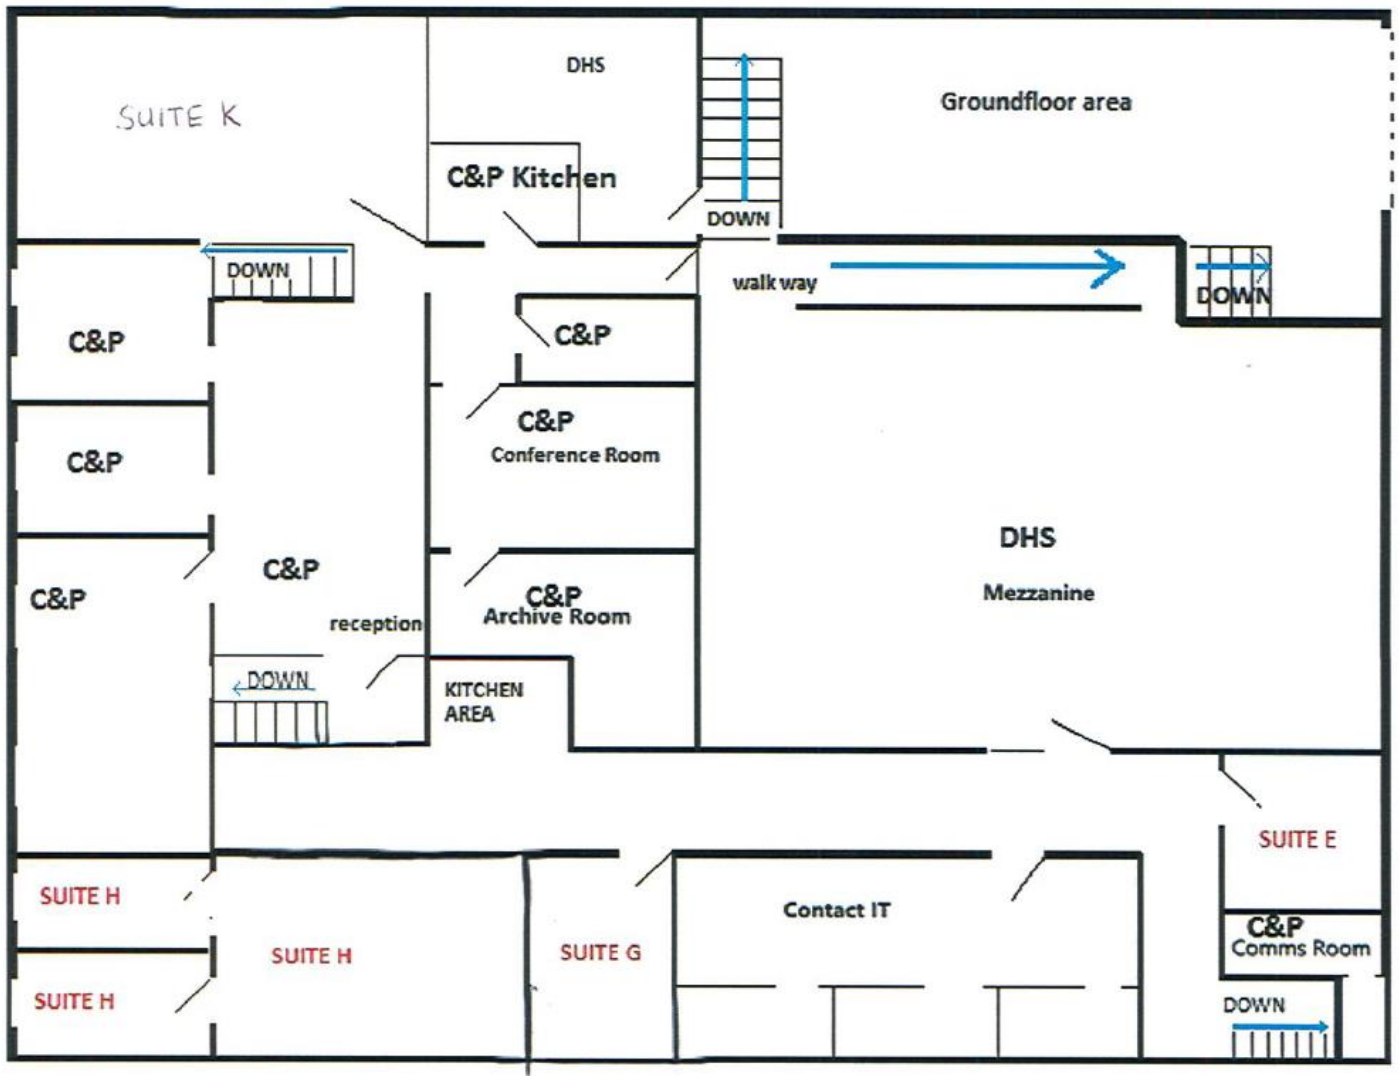 DHS
Groundfloor area
SUITE K
C&P Kitchen
DOWN
DOWN
walk way
DOWN
C&P
C&P
C&P
Conference Room
C&P
DHS
Mezzanine
C&P
C&P
C&P
Archive Room
reception
DOWN
KITCHEN
AREA
SUITE E
SUITE H
Contact IT
C&P
Comms Room
SUITE H
SUITE G
SUITE H
DOWN